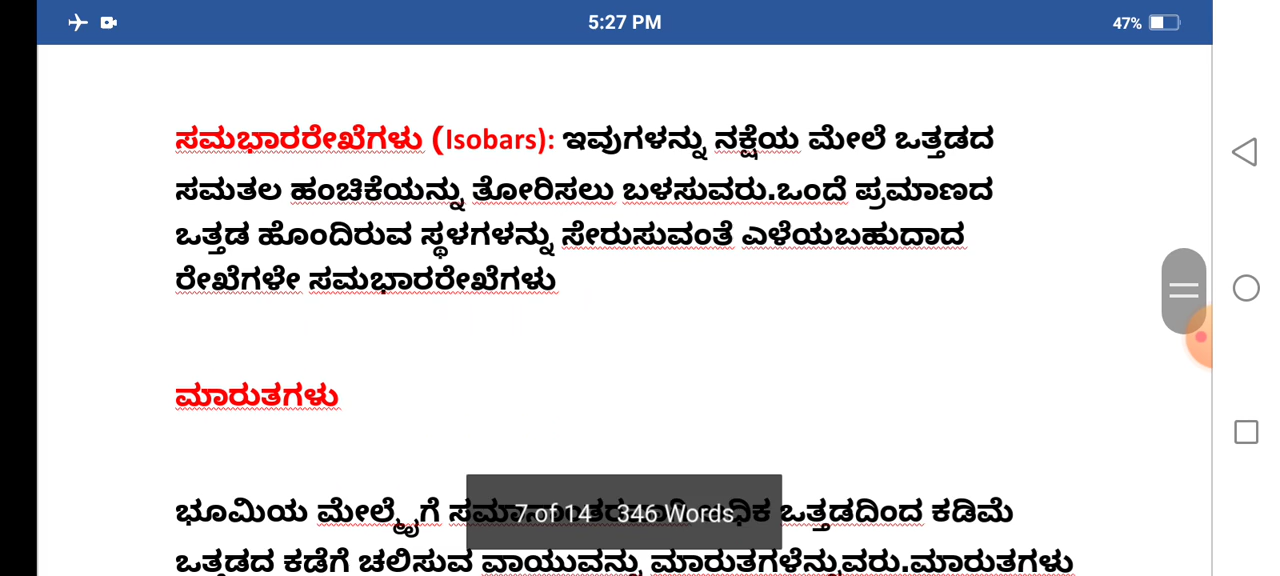 5:27 PM
47%
ಸಮಭಾರರೇಖೆಗಳು (Isobars): ಇವುಗಳನ್ನು ನಕ್ಷೆಯ ಮೇಲೆ ಒತ್ತಡದ
ಸಮತಲ ಹಂಚಿಕೆಯನ್ನು ತೋರಿಸಲು ಬಳಸುವರು.ಒಂದೆ ಪ್ರಮಾಣದ
ಒತ್ತಡ ಹೊಂದಿರುವ ಸ್ಥಳಗಳನ್ನು ಸೇರುಸುವಂತೆ ಎಳೆಯಬಹುದಾದ
ರೇಖೆಗಳೇ ಸಮಭಾರರೇಖೆಗಳು
ಮಾರುತಗಳು
ಭೂಮಿಯ ಮೇಲ್ಮೈಗೆ ಒತ್ತಡದಿಂದ ಕಡಿಮೆ
7 of 14 346 Words
ಒತ್ತಡದ ಕಡೆಗೆ ಚಲಿಸುವ ವಾಯುವನ್ನು ಮಾರುತಗಳೆನ್ನುವರು.ಮಾರುತಗಳು